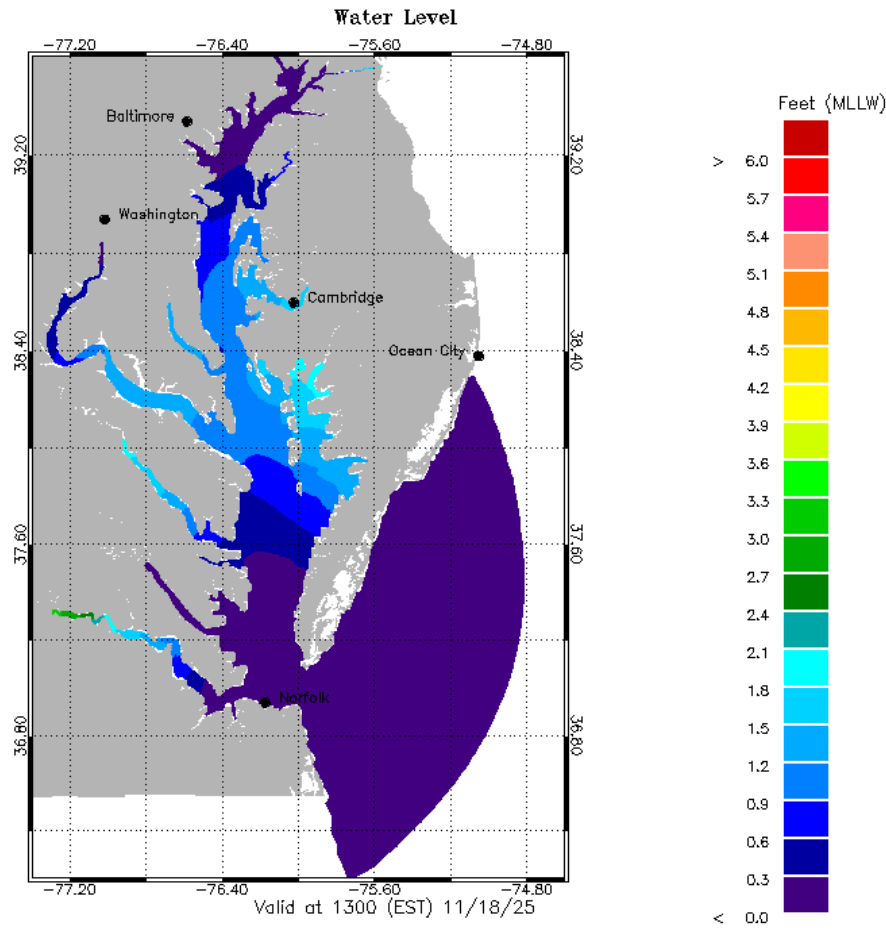 Water Level
-77.20 -76.40 -75.60 -74.80
Feet (MLLW)
Baltimore
39.20 39.20
> 6.0
5.7
Washington
5.4
5.1
Cambridge
4.8
Ocean City
38.40 38.40
4.5
4.2
3.9
3.6
3.3
37.60 37.60
3.0
2.7
2.4
2.1
Norfolk
1.8
36.80 36.80
1.5
1.2
0.9
0.6
0.3
-77.20 -76.40 -75.60 -74.80
Valid at 1300 (EST) 11/18/25
< 0.0